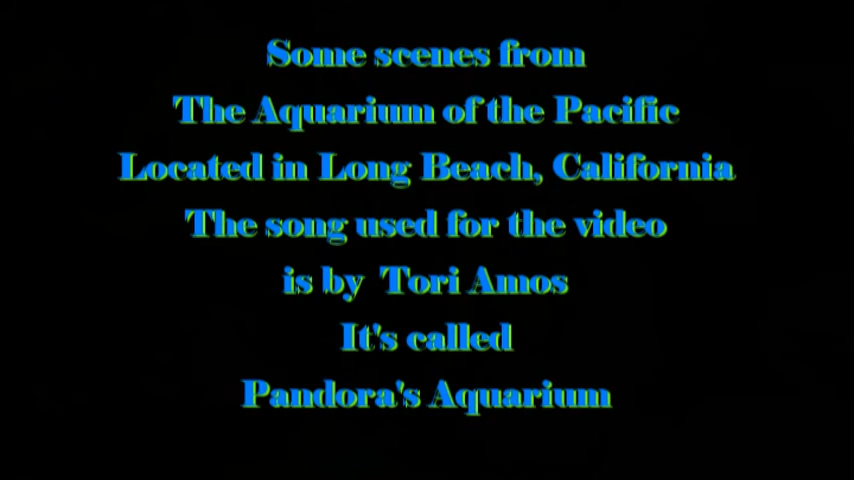 Some scenes from
The Aquarium of the Pacific
Located in Long Beach, California
The song used for the video
is by Tori Amos
It's called
Pandora's Aquarium